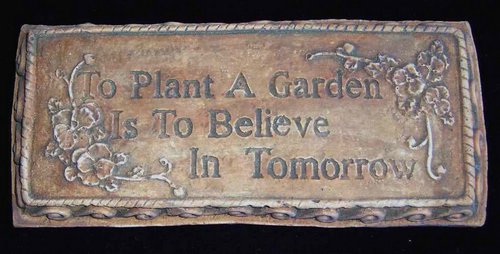 To Plant A Garden
Is To Believe
In Tomorrow